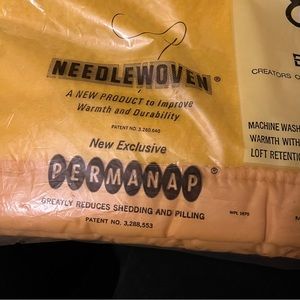 NEEDLEWOVEN®
A NEW PRODUCT to Improve
Warmth and Durability
PATENT NO. 3,260,640
New Exclusive
PERMANAP®
GREATLY REDUCES SHEDDING AND PILLING
PATENT NO. 3,288,553
CREATORS O
MACHINE WASH
WARMTH WITH
LOFT RETENTIO